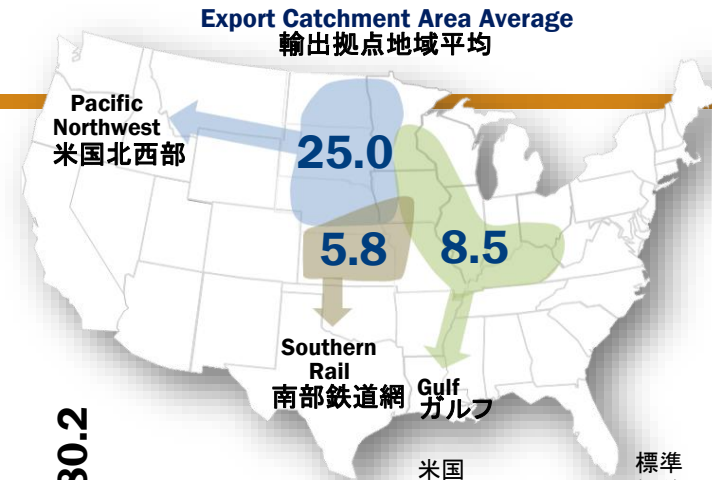 Export Catchment Area Average
輸出拠点地域平均
Pacific
Northwest
米国北西部
25.0
5.8
8.5
Southern
Rail
南部鉄道網
Gulf
ガルフ
米国
標準